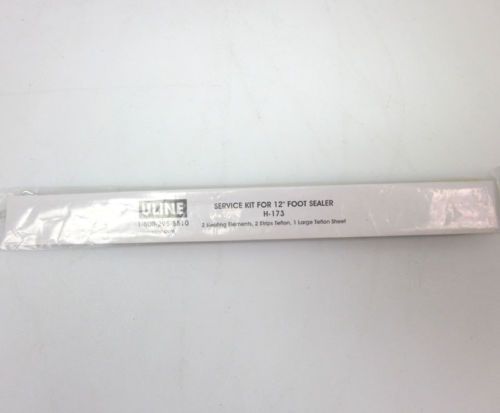 ULINE
1-800-295-5510
SERVICE KIT FOR 12" FOOT SEALER
H-173
2 Heating Elements, 2 Strips Teflon, 1 Large Teflon Sheet